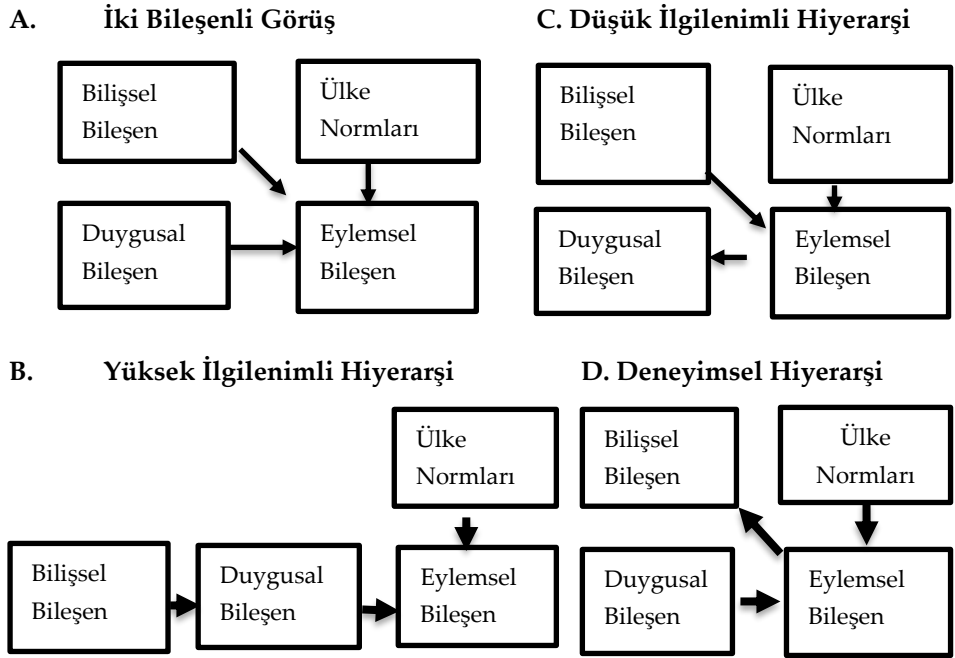 A. İki Bileşenli Görüş
Bilişsel
Bileşen
Ülke
Normları
Duygusal
Bileşen
Eylemsel
Bileşen
C. Düşük İlgilenimli Hiyerarşi
Bilişsel
Bileşen
Ülke
Normları
Duygusal
Bileşen
Eylemsel
Bileşen
B. Yüksek İlgilenimli Hiyerarşi
Ülke
Normları
Bilişsel
Bileşen
Duygusal
Bileşen
Eylemsel
Bileşen
D. Deneyimsel Hiyerarşi
Bilişsel
Bileşen
Ülke
Normları
Duygusal
Bileşen
Eylemsel
Bileşen